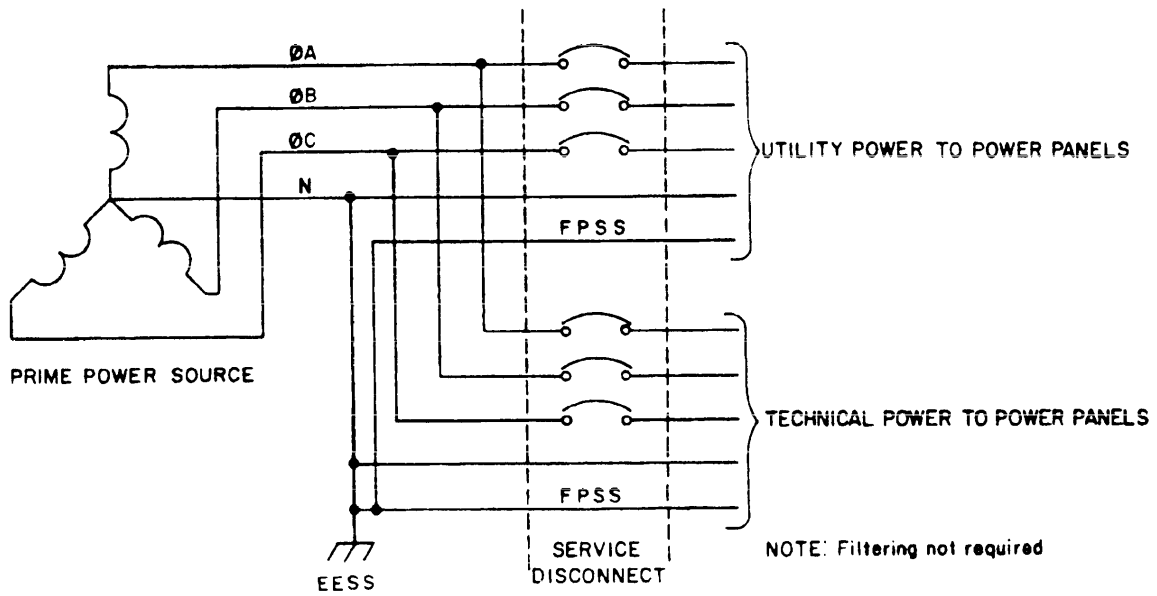 ØA
ØB
ØC
N
UTILITY POWER TO POWER PANELS
FPSS
PRIME POWER SOURCE
TECHNICAL POWER TO POWER PANELS
FPSS
EESS
SERVICE
DISCONNECT
NOTE: Filtering not required